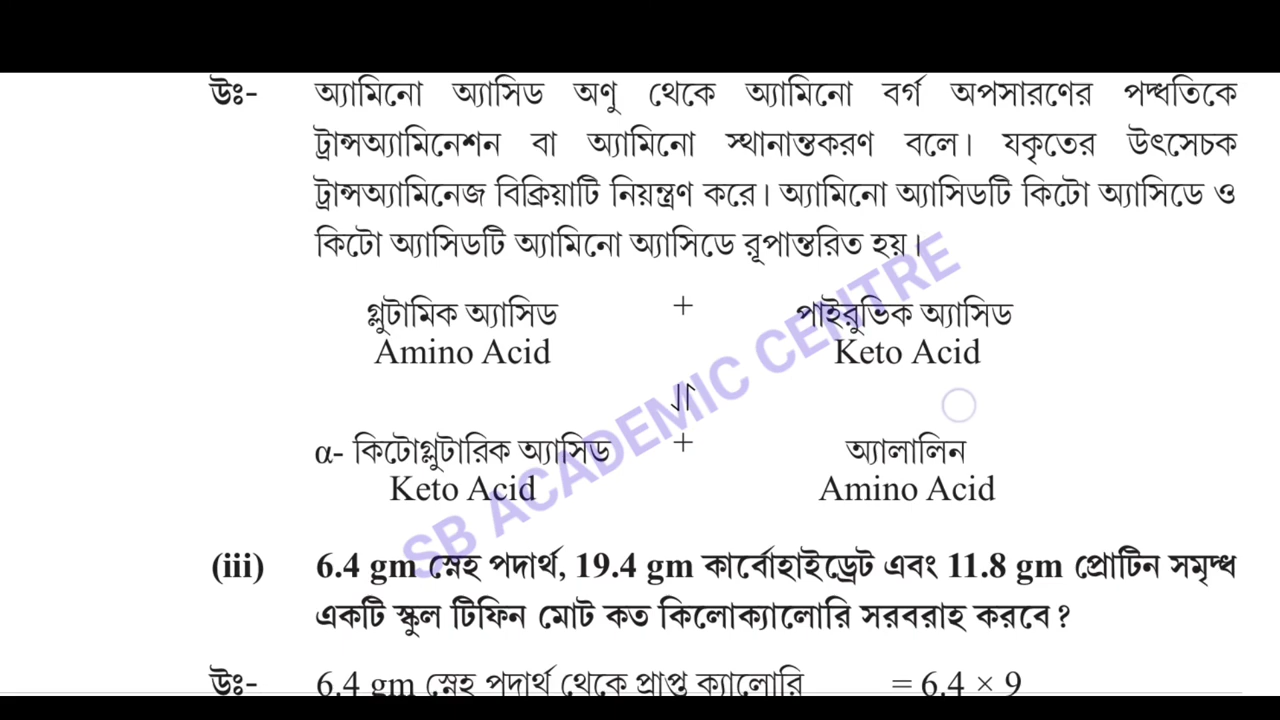 উঃ- অ্যামিনো অ্যাসিড অণু থেকে অ্যামিনো বর্গ অপসারণের পদ্ধতিকে
ট্রান্সঅ্যামিনেশন বা অ্যামিনো স্থানান্তকরণ বলে। যকৃতের উৎসেচক
ট্রান্সঅ্যামিনেজ বিক্রিয়াটি নিয়ন্ত্রণ করে। অ্যামিনো অ্যাসিডটি কিটো অ্যাসিডে ও
কিটো অ্যাসিডটি অ্যামিনো অ্যাসিডে রূপান্তরিত হয়।
গ্লুটামিক অ্যাসিড + পাইরুভিক অ্যাসিড
Amino Acid Keto Acid
⇃↾
α- কিটোগ্লুটারিক অ্যাসিড + অ্যালালিন
Keto Acid Amino Acid
SB ACADEMIC CENTRE
(iii) 6.4 gm স্নেহ পদার্থ, 19.4 gm কার্বোহাইড্রেট এবং 11.8 gm প্রোটিন সমৃদ্ধ
একটি স্কুল টিফিন মোট কত কিলোক্যালোরি সরবরাহ করবে?
উঃ- 6.4 gm স্নেহ পদার্থ থেকে প্রাপ্ত ক্যালোরি = 6.4 × 9